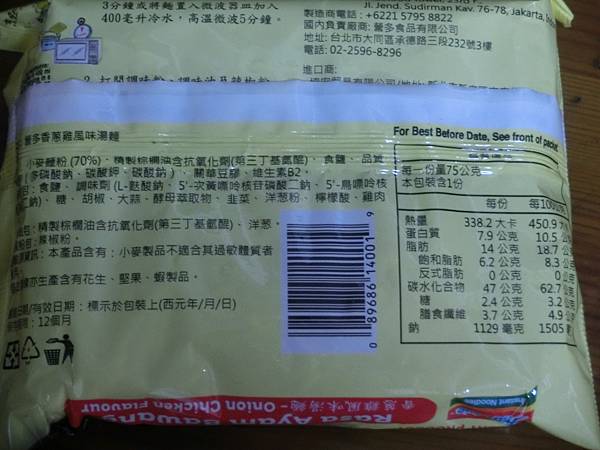 3分鐘或將麵置入微波器皿加入
400毫升冷水，高溫微波5分鐘。
Jl. Jend. Sudirman Kav. 76-78, Jakarta,
製造商電話：+6221 5795 8822
國內負責廠商: 營多食品有限公司
地址: 台北市大同區承德路三段232號3樓
電話: 02-2596-8296
進口商:
營多香蔥雞風味湯麵
小麥麵粉 (70%)、精製棕櫚油含抗氧化劑(第三丁基氫醌)、食鹽、品質
(多磷酸鈉、碳酸鉀、碳酸鈉)、關華豆膠、維生素B2。
食鹽、調味劑 (L-麩酸鈉、5'-次黃嘌呤核苷磷酸二鈉、5'-鳥嘌呤核
二鈉)、糖、胡椒、大蒜、酵母萃取物、韭菜、洋蔥粉、檸檬酸、雞肉
精製棕櫚油含抗氧化劑(第三丁基氫醌)、洋蔥。
辣椒粉。
本產品含有：小麥製品不適合其過敏體質者
亦生產含有花生、堅果、蝦製品。
有效日期：標示於包裝上(西元年/月/日)
12個月
For Best Before Date, See front of packet
每一份量75公克
本包裝含1份
每份 每100
熱量 338.2 大卡 450.9
蛋白質 7.9 公克 10.5
脂肪 14 公克 18.7
飽和脂肪 6.2 公克 8.3
反式脂肪 0 公克 0
碳水化合物 47 公克 62.7
糖 2.4 公克 3.2
膳食纖維 3.7 公克 4.9
鈉 1129 毫克 1505
0 89686 14001 9
香蔥雞風味湯麵 - Onion Chicken Flavour
Rasa Ayam Bawang
Instant Noodles